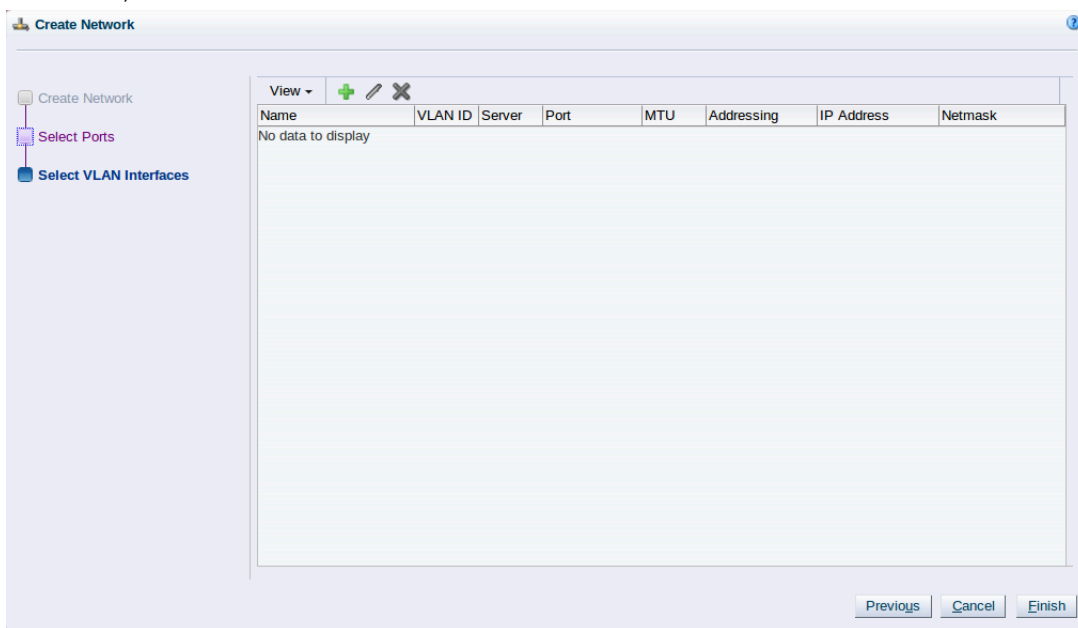 Create Network
Create Network
Select Ports
Select VLAN Interfaces
View
Name VLAN ID Server Port MTU Addressing IP Address Netmask
No data to display
Previous Cancel Finish